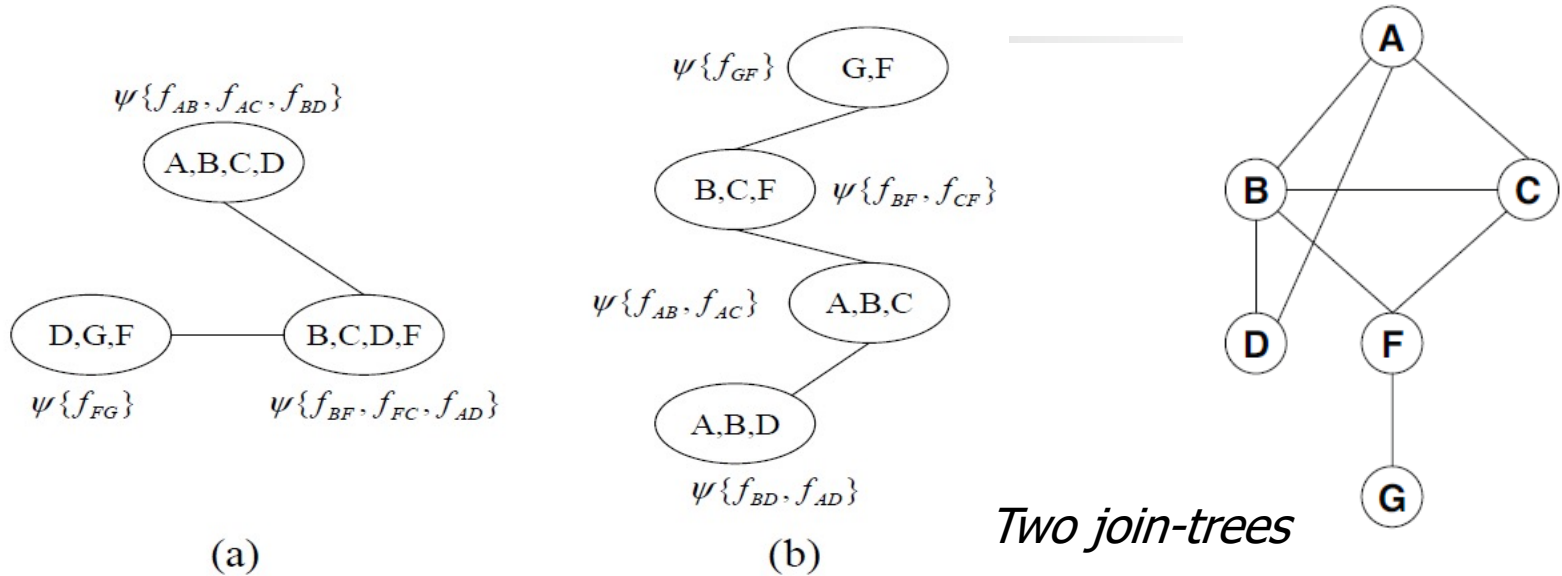 ψ{f_AB, f_AC, f_BD}
A,B,C,D
D,G,F
B,C,D,F
ψ{f_FG}
ψ{f_BF, f_FC, f_AD}
(a)
ψ{f_GF}
G,F
B,C,F
ψ{f_BF, f_CF}
ψ{f_AB, f_AC}
A,B,C
A,B,D
ψ{f_BD, f_AD}
(b)
Two join-trees
A
B
C
D
F
G